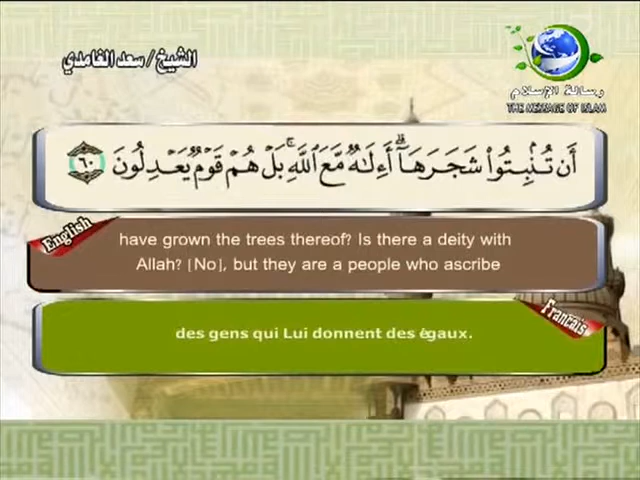 الشيخ / سعد الغامدي
رسالة الإسلام
THE MESSAGE OF ISLAM
أَن تُنۢبِتُوا۟ شَجَرَهَآ ۗ أَءِلَـٰهٌ مَّعَ ٱللَّهِ ۚ بَلْ هُمْ قَوْمٌ يَعْدِلُونَ ٦٠
English
have grown the trees thereof? Is there a deity with
Allah? [No], but they are a people who ascribe
Francais
des gens qui Lui donnent des égaux.